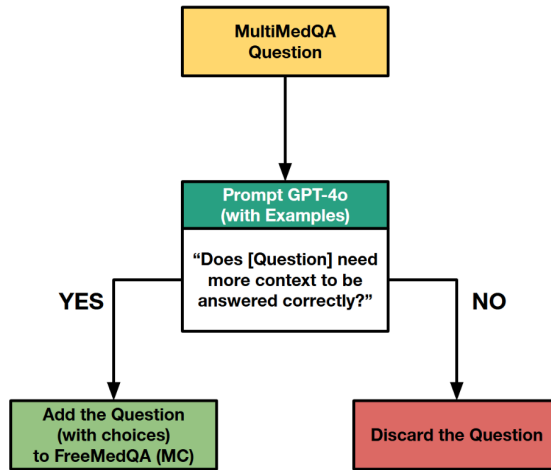 MultiMedQA
Question
Prompt GPT-4o
(with Examples)
“Does [Question] need
more context to be
answered correctly?”
YES
NO
Add the Question
(with choices)
to FreeMedQA (MC)
Discard the Question